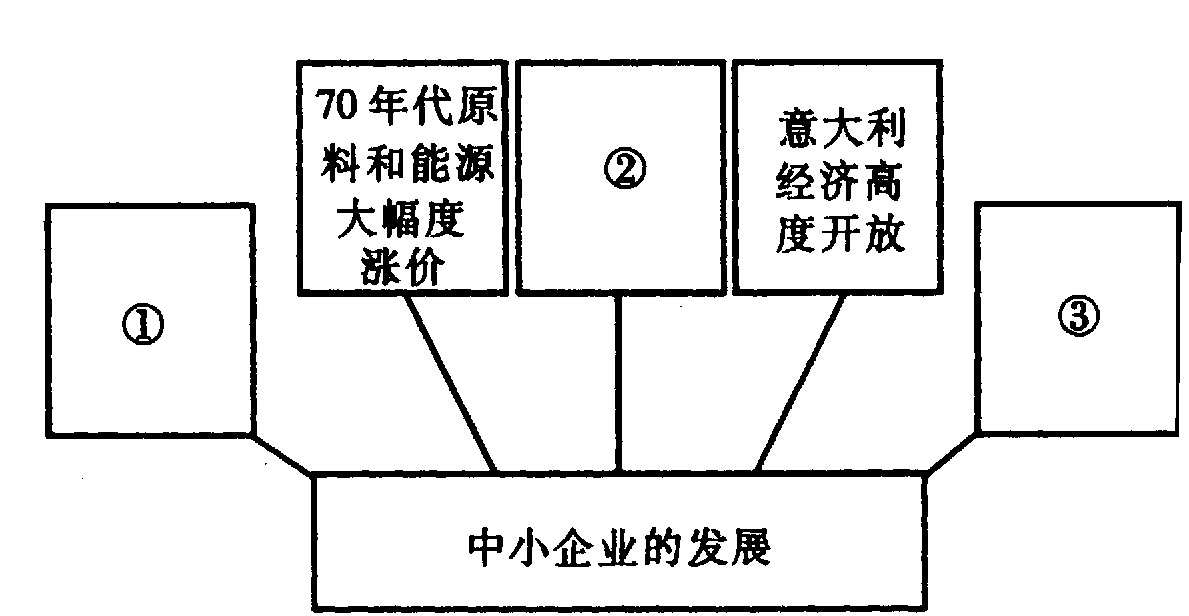 70年代原
料和能源
大幅度
涨价
②
意大利
经济高
度开放
①
③
中小企业的发展